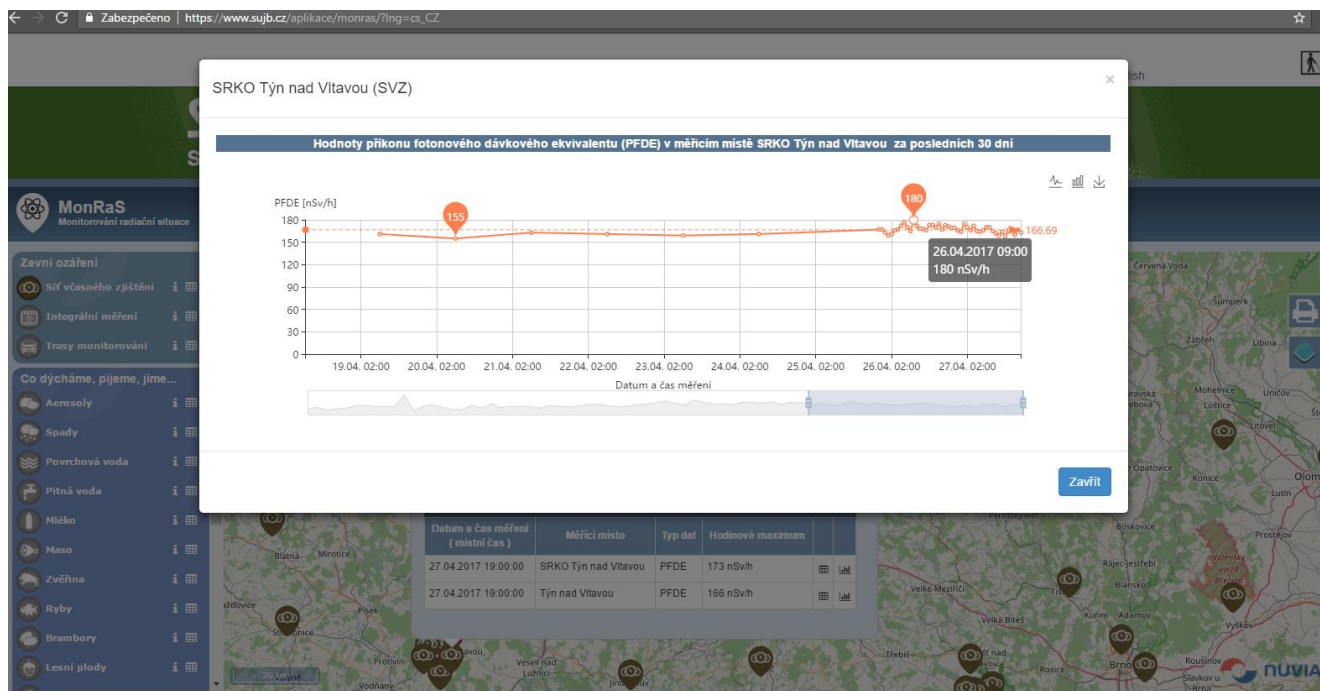 Zabezpečeno | https://www.sujb.cz/aplikace/monras/?lng=cs_CZ
SRKO Týn nad Vltavou (SVZ)
×
lish
Hodnoty příkonu fotonového dávkového ekvivalentu (PFDE) v měřicím místě SRKO Týn nad Vltavou za posledních 30 dní
MonRaS
Monitorování radiační situace
PFDE [nSv/h]
180
150
120
90
60
30
0
155
180
166.69
26.04.2017 09:00
180 nSv/h
19.04. 02:00
20.04. 02:00
21.04. 02:00
22.04. 02:00
23.04. 02:00
24.04. 02:00
25.04. 02:00
26.04. 02:00
27.04. 02:00
Datum a čas měření
Zavřít
Zevní ozáření
Síť včasného zjištění
Integrální měření
Trasy monitorování
Co dýcháme, pijeme, jíme...
Aerosoly
Spady
Povrchová voda
Pitná voda
Mléko
Maso
Zvěřina
Ryby
Brambory
Lesní plody
Datum a čas měření ( místní čas )
Měřící místo
Typ dat
Hodinové maximum
27.04.2017 19:00:00 SRKO Týn nad Vltavou PFDE 173 nSv/h
27.04.2017 19:00:00 Týn nad Vltavou PFDE 166 nSv/h
Červená Voda
Šumperk
Zábřeh
Libina
Mohelnice
Uničov
Loštice
Litovel
Opatovice
Konice
Olom
Lutín
Boskovice
Prostějov
Rájec-Jestřebí
Vojenský
újezd
Březina
Blansko
Vyškov
Velké Meziříčí
Velká Bíteš
Kuřim
Adamov
Třebíč
Rosice
Brno
Rousínov
Slavkov u
Brna
Blatná
Mirotice
Písek
Protivín
Vodňany
Veselí nad
Lužnicí
NUVIA